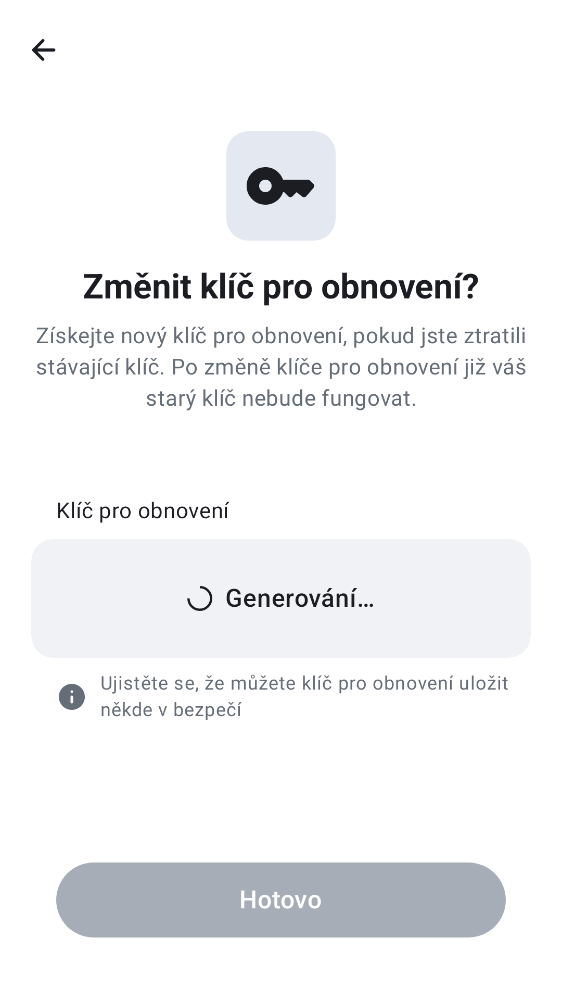 Změnit klíč pro obnovení?
Získejte nový klíč pro obnovení, pokud jste ztratili
stávající klíč. Po změně klíče pro obnovení již váš
starý klíč nebude fungovat.
Klíč pro obnovení
Generování…
Ujistěte se, že můžete klíč pro obnovení uložit
někde v bezpečí
Hotovo